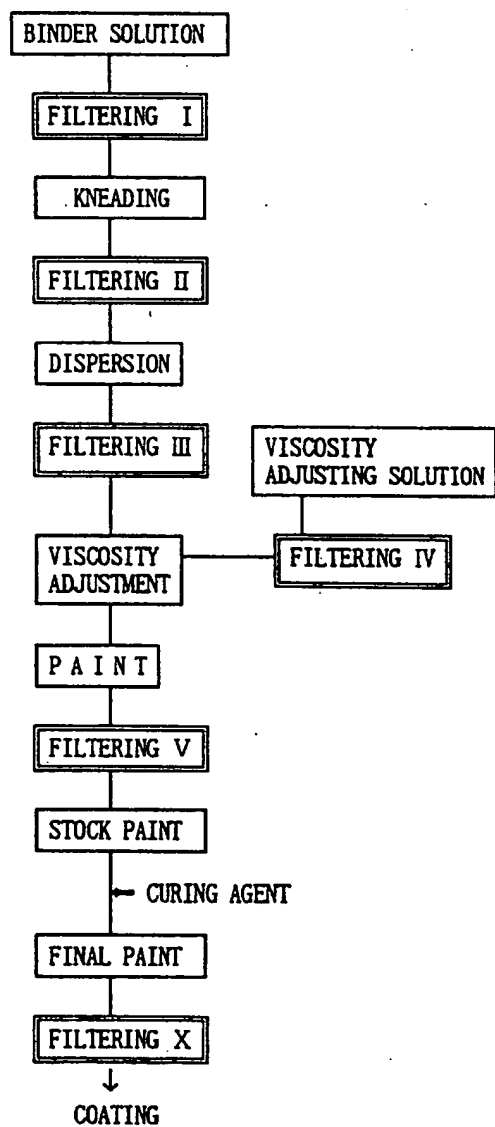 BINDER SOLUTION
FILTERING I
KNEADING
FILTERING II
DISPERSION
FILTERING III
VISCOSITY
ADJUSTING SOLUTION
VISCOSITY
ADJUSTMENT
FILTERING IV
PAINT
FILTERING V
STOCK PAINT
CURING AGENT
FINAL PAINT
FILTERING X
COATING